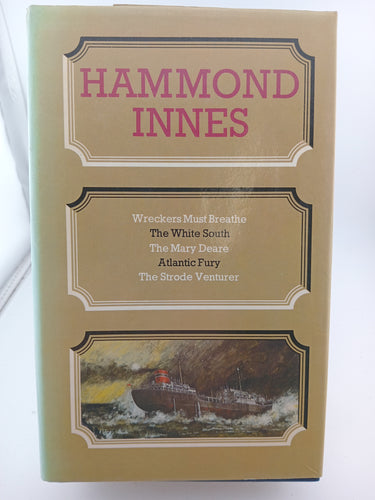 HAMMOND
INNES
Wreckers Must Breathe
The White South
The Mary Deare
Atlantic Fury
The Strode Venturer